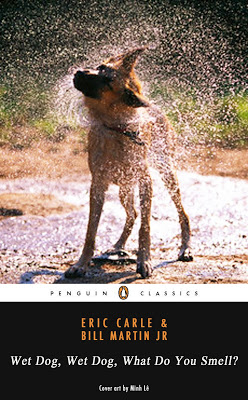 PENGUIN CLASSICS
ERIC CARLE &
BILL MARTIN JR
Wet Dog, Wet Dog, What Do You Smell?
Cover art by Minh Lê